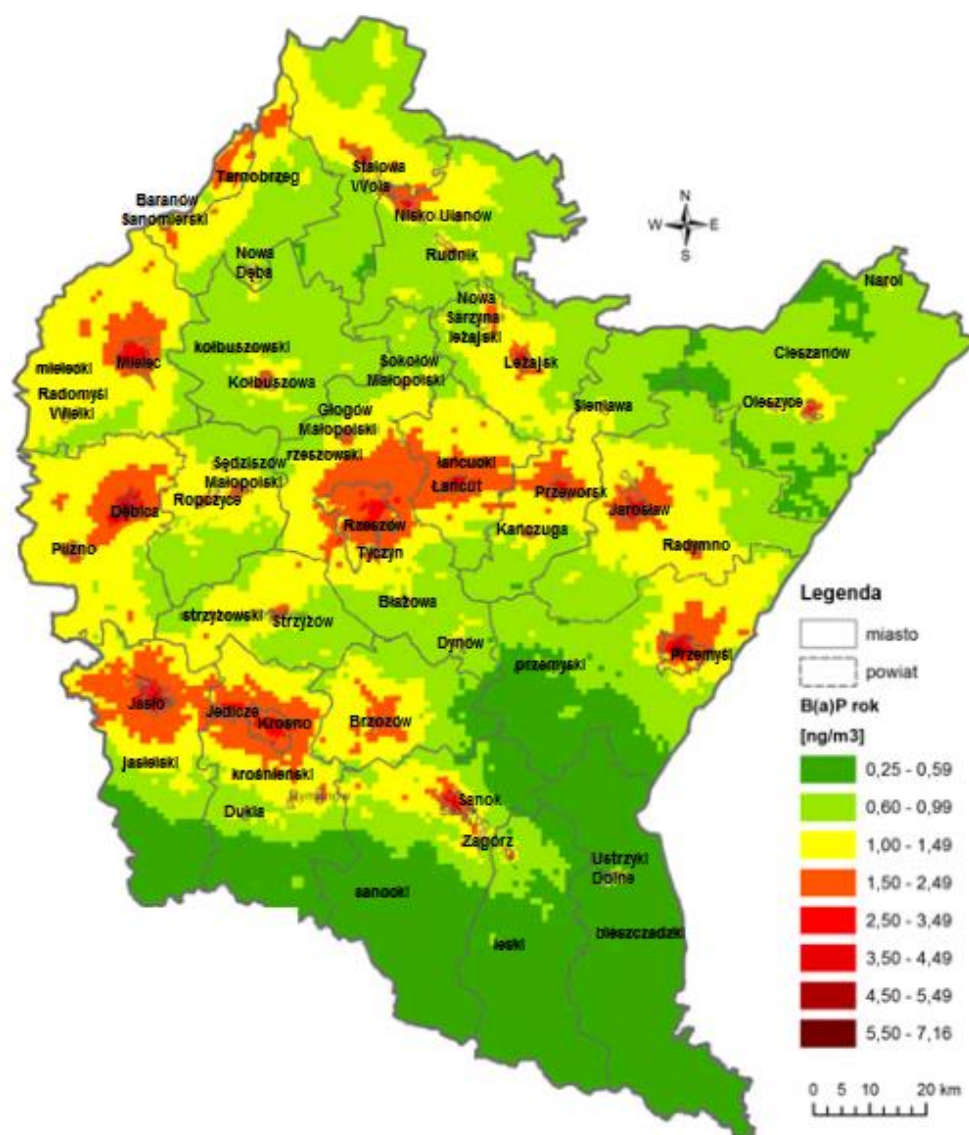 Tarnobrzeg
Stalowa
Wola
Baranów
Sanomierski
Nisko Ulanów
Nowa
Dęba
Rudnik
Narol
Nowa
Sarzyna
leżajski
kolbuszowski
Sokołów
Małopolski
Leżajsk
Cieszanów
mielecki
Mielec
Radomyśl
Wielki
Kolbuszowa
Sieniawa
Oleszyce
Głogów
Małopolski
Sędziszów
Małopolski
rzeszowski
łańcucki
Łańcut
Przeworsk
Jarosław
Dębica
Ropczyce
Rzeszów
Kańczuga
Pilzno
Tyczyn
Radymno
strzyżowski
Strzyżów
Błażowa
Dynów
przemyski
Przemyśl
Jasło
Jedlicze
Krosno
Brzozów
jasielski
krośnieński
Rymanów
Dukla
Sanok
Zagórz
Ustrzyki
Dolne
sanocki
leski
bieszczadzki
N
W E
S
Legenda
miasto
powiat
B(a)P rok
[ng/m3]
0,25 - 0,59
0,60 - 0,99
1,00 - 1,49
1,50 - 2,49
2,50 - 3,49
3,50 - 4,49
4,50 - 5,49
5,50 - 7,16
0 5 10 20 km